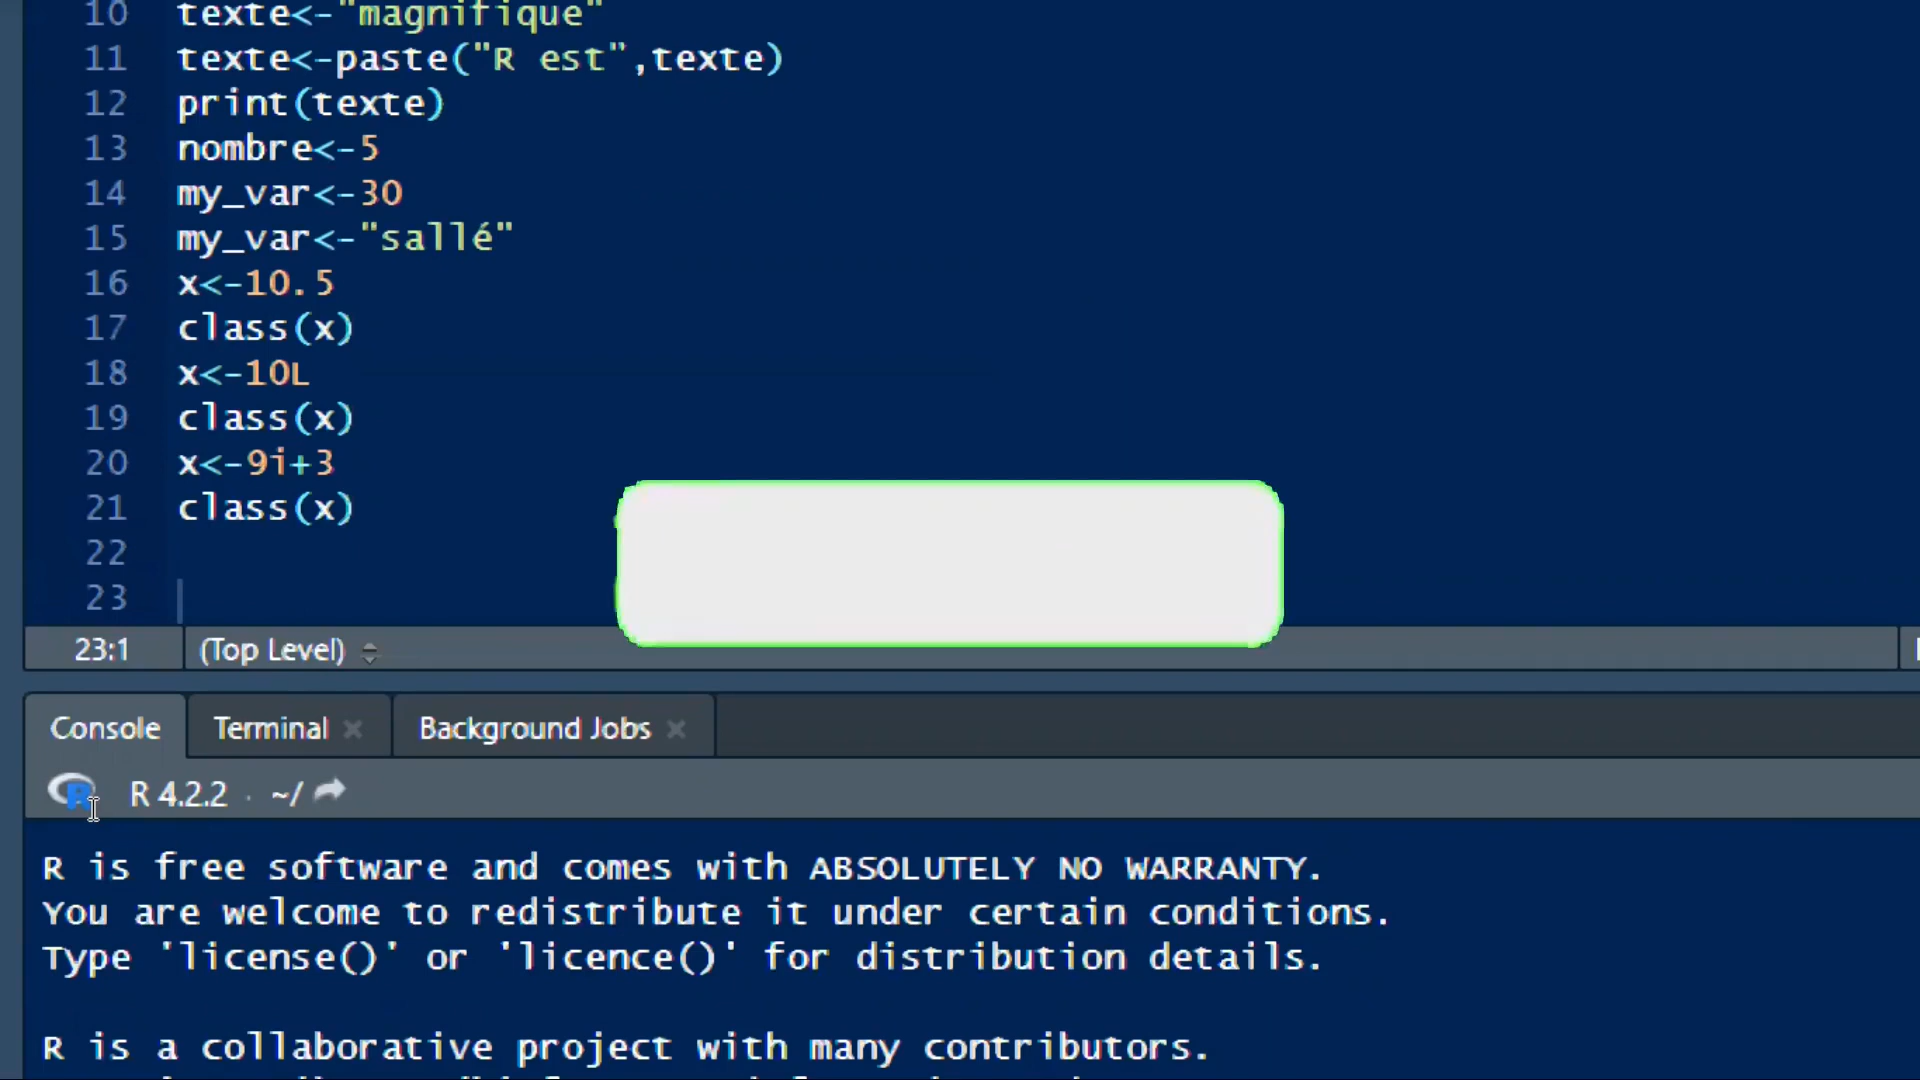 10 texte<-"magnifique"
11 texte<-paste("R est",texte)
12 print(texte)
13 nombre<-5
14 my_var<-30
15 my_var<-"sallé"
16 x<-10.5
17 class(x)
18 x<-10L
19 class(x)
20 x<-9i+3
21 class(x)
22
23
23:1 (Top Level)
Console Terminal Background Jobs
R 4.2.2 · ~/
R is free software and comes with ABSOLUTELY NO WARRANTY.
You are welcome to redistribute it under certain conditions.
Type 'license()' or 'licence()' for distribution details.
R is a collaborative project with many contributors.